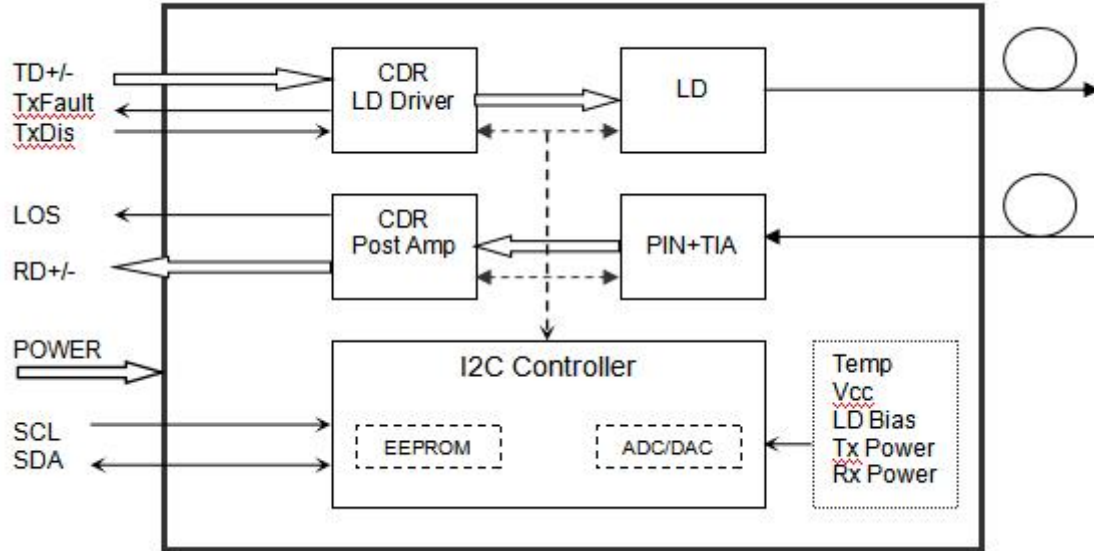 TD+/-
TxFault
TxDis
CDR
LD Driver
LD
LOS
RD+/-
CDR
Post Amp
PIN+TIA
POWER
SCL
SDA
I2C Controller
EEPROM
ADC/DAC
Temp
Vcc
LD Bias
Tx Power
Rx Power